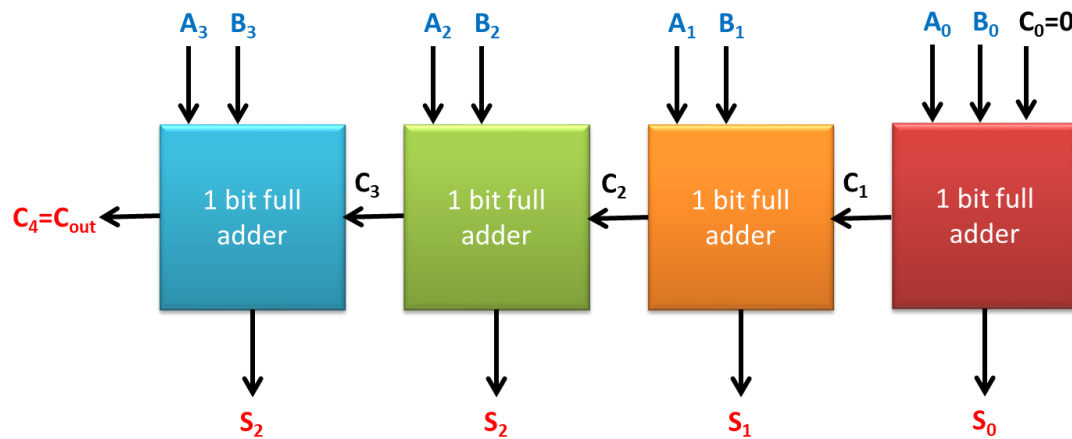 A₃ B₃ A₂ B₂ A₁ B₁ A₀ B₀ C₀=0
C₃ C₂ C₁
1 bit full
adder
1 bit full
adder
1 bit full
adder
1 bit full
adder
C₄=Cout
S₂ S₂ S₁ S₀